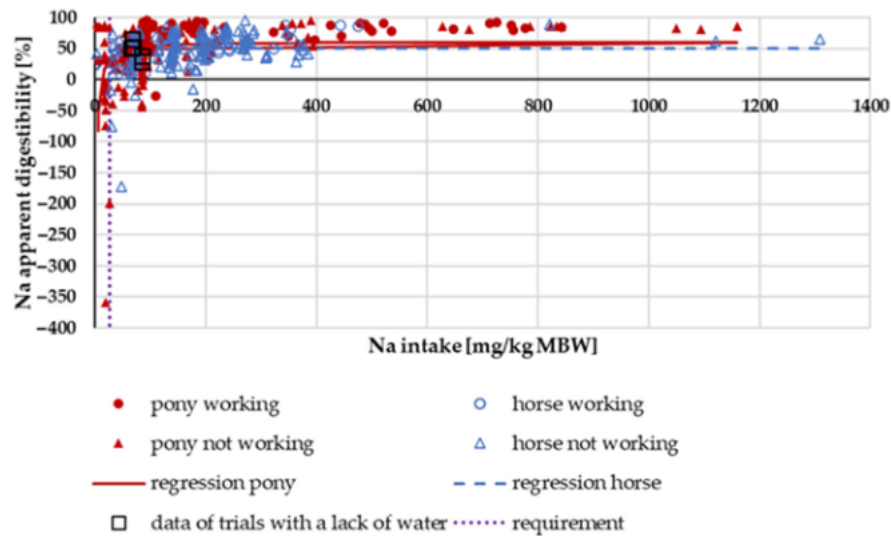 Na apparent digestibility [%]
100
50
0
−50
−100
−150
−200
−250
−300
−350
−400
0 200 400 600 800 1000 1200 1400
Na intake [mg/kg MBW]
pony working
horse working
pony not working
horse not working
regression pony
regression horse
data of trials with a lack of water
requirement